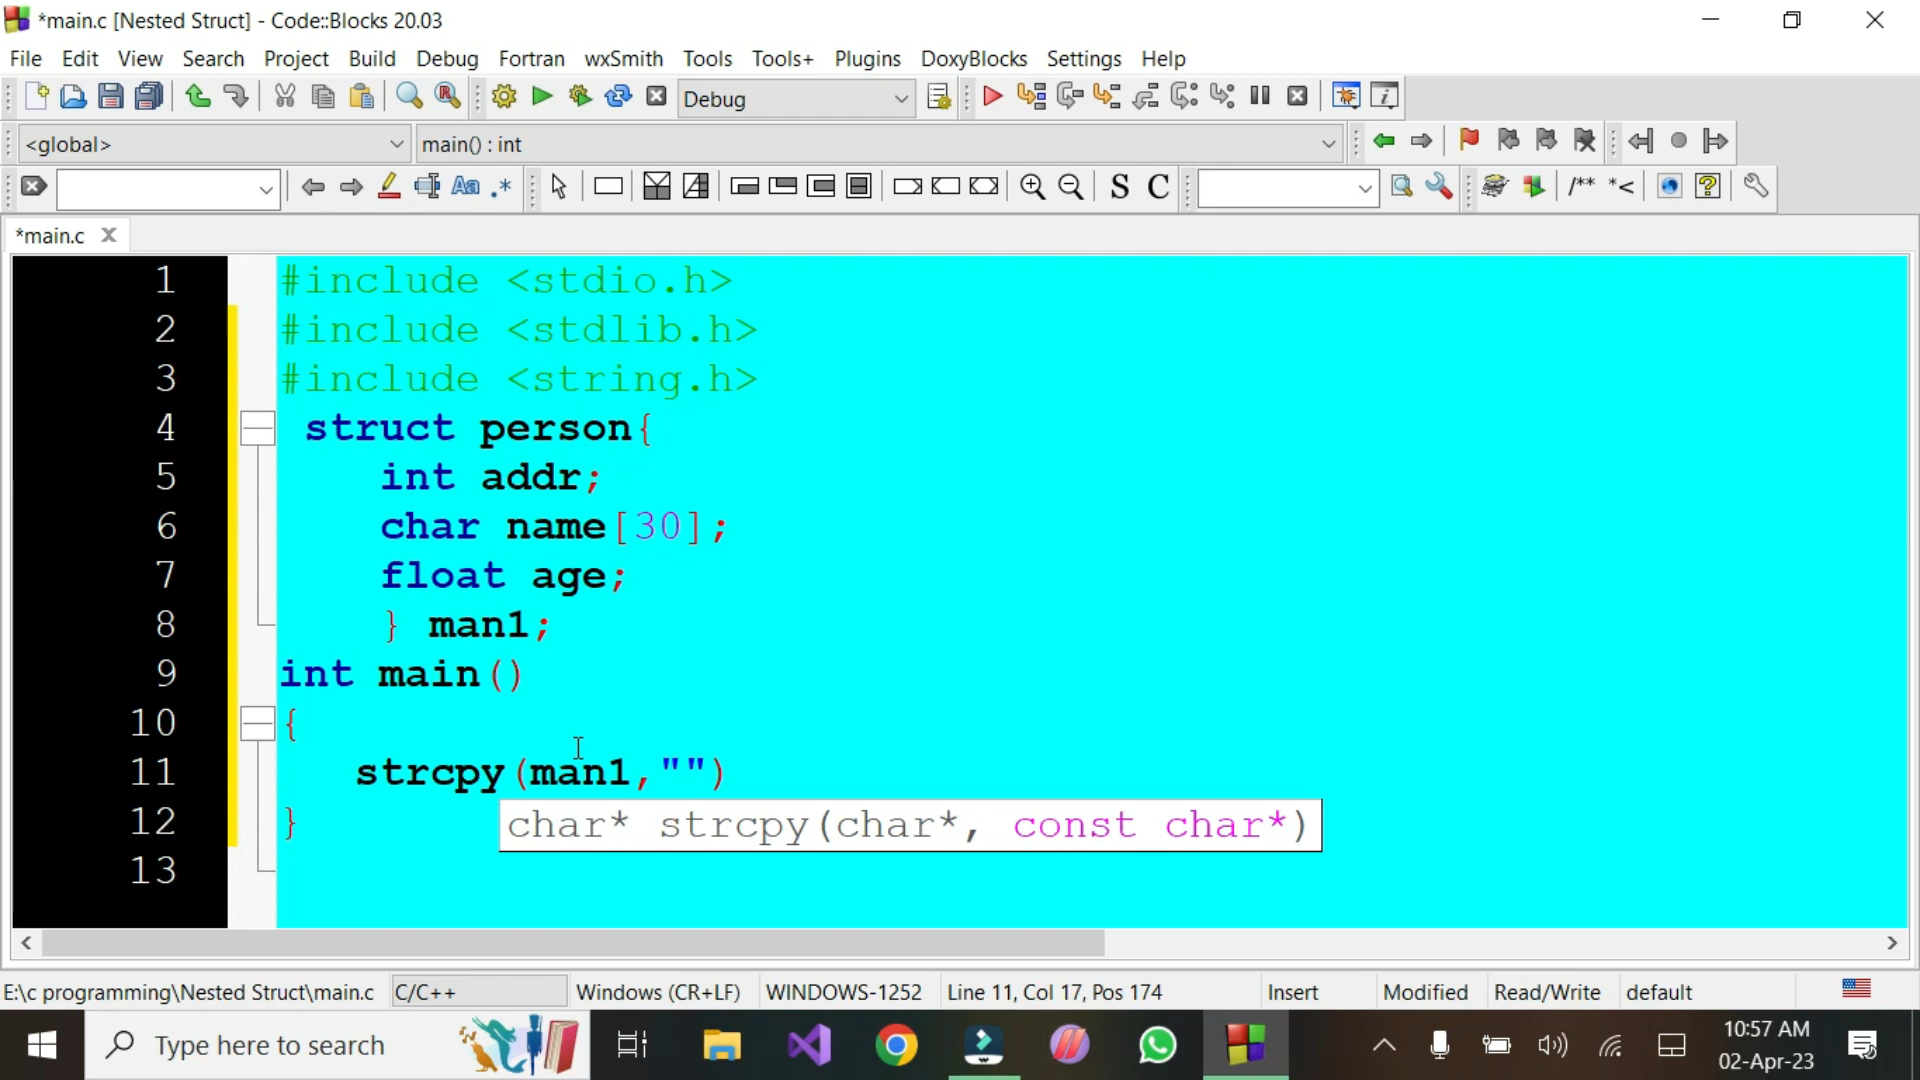 *main.c [Nested Struct] - Code::Blocks 20.03
File Edit View Search Project Build Debug Fortran wxSmith Tools Tools+ Plugins DoxyBlocks Settings Help
Debug
<global> main() : int
Aa .* S C /** *<
*main.c
1 #include <stdio.h>
2 #include <stdlib.h>
3 #include <string.h>
4 struct person{
5 int addr;
6 char name[30];
7 float age;
8 } man1;
9 int main()
10 {
11 strcpy(man1,"")
12 }
char* strcpy(char*, const char*)
13
E:\c programming\Nested Struct\main.c C/C++ Windows (CR+LF) WINDOWS-1252 Line 11, Col 17, Pos 174 Insert Modified Read/Write default
Type here to search
10:57 AM
02-Apr-23